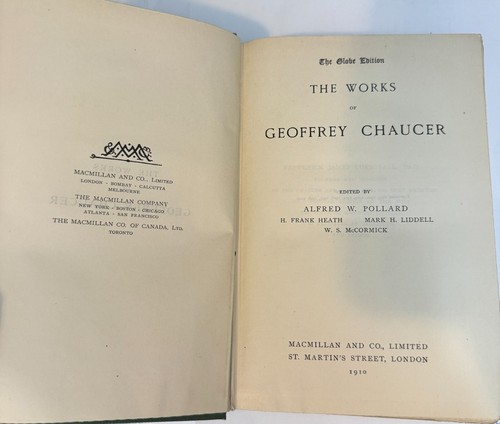 MACMILLAN AND CO., LIMITED
LONDON · BOMBAY · CALCUTTA
MELBOURNE
THE MACMILLAN COMPANY
NEW YORK · BOSTON · CHICAGO
ATLANTA · SAN FRANCISCO
THE MACMILLAN CO. OF CANADA, LTD.
TORONTO
The Globe Edition
THE WORKS
OF
GEOFFREY CHAUCER
EDITED BY
ALFRED W. POLLARD
H. FRANK HEATH MARK H. LIDDELL
W. S. McCORMICK
MACMILLAN AND CO., LIMITED
ST. MARTIN'S STREET, LONDON
1910